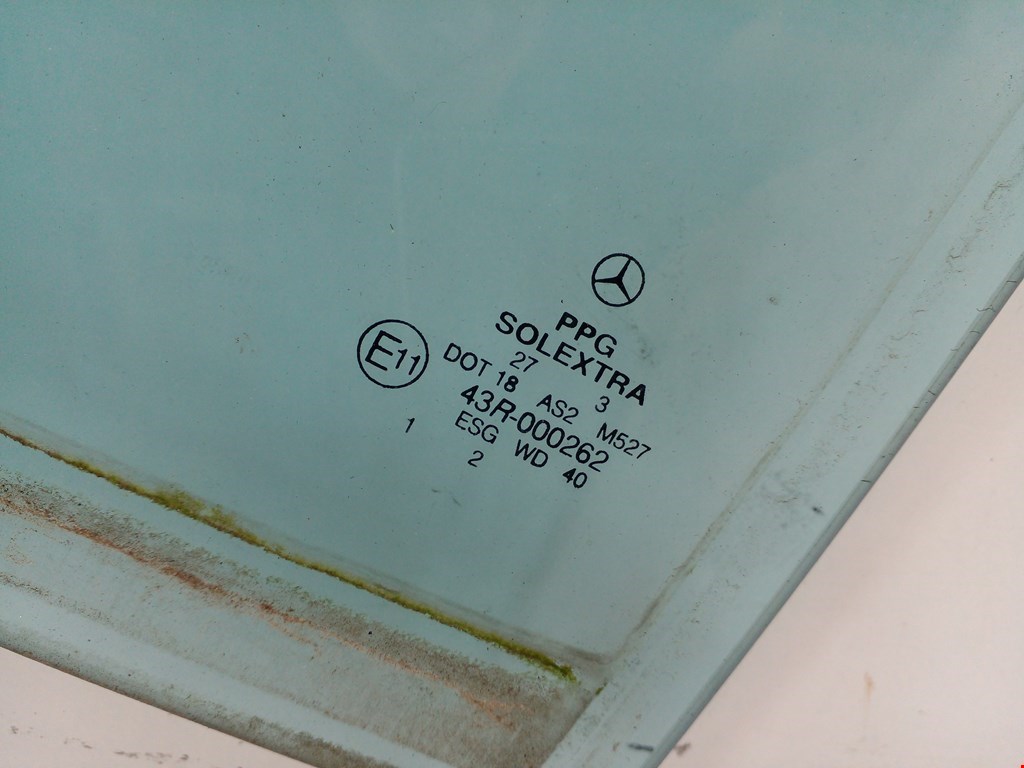 PPG
SOLEXTRA
27 3
DOT 18 AS2 M527
43R-000262
ESG WD 40
2
E11
1